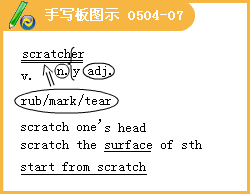 手写板图示 0504-07
scratcher
v. n. y adj.
rub/mark/tear
scratch one's head
scratch the surface of sth
start from scratch